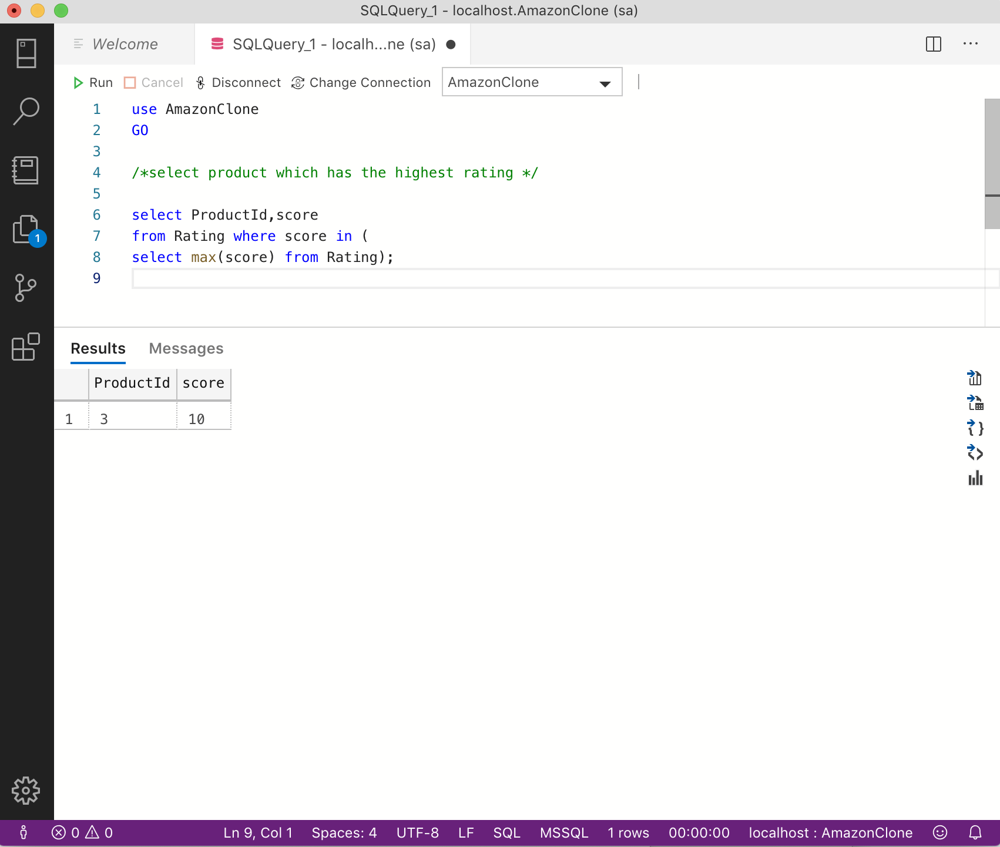 SQLQuery_1 - localhost.AmazonClone (sa)
Welcome
SQLQuery_1 - localh...ne (sa)
Run Cancel Disconnect Change Connection AmazonClone
1 use AmazonClone
2 GO
3
4 /*select product which has the highest rating */
5
6 select ProductId,score
7 from Rating where score in (
8 select max(score) from Rating);
9
1
Results Messages
ProductId score
1 3 10
0 0 Ln 9, Col 1 Spaces: 4 UTF-8 LF SQL MSSQL 1 rows 00:00:00 localhost : AmazonClone